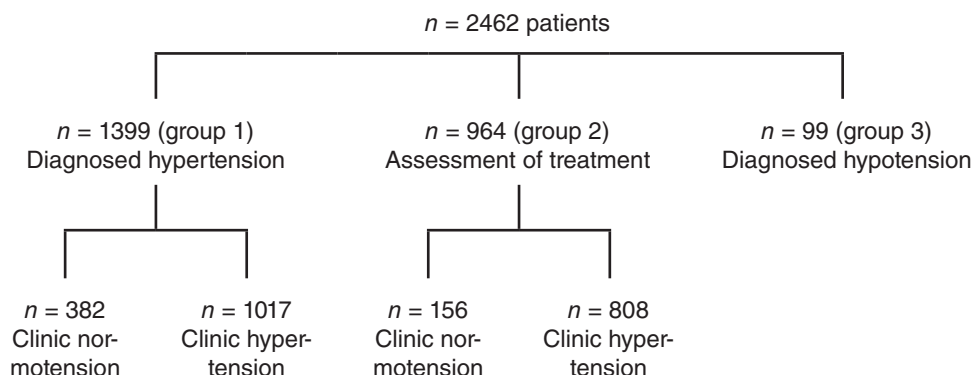 n = 2462 patients
n = 1399 (group 1)
Diagnosed hypertension
n = 964 (group 2)
Assessment of treatment
n = 99 (group 3)
Diagnosed hypotension
n = 382
Clinic nor-
motension
n = 1017
Clinic hyper-
tension
n = 156
Clinic nor-
motension
n = 808
Clinic hyper-
tension